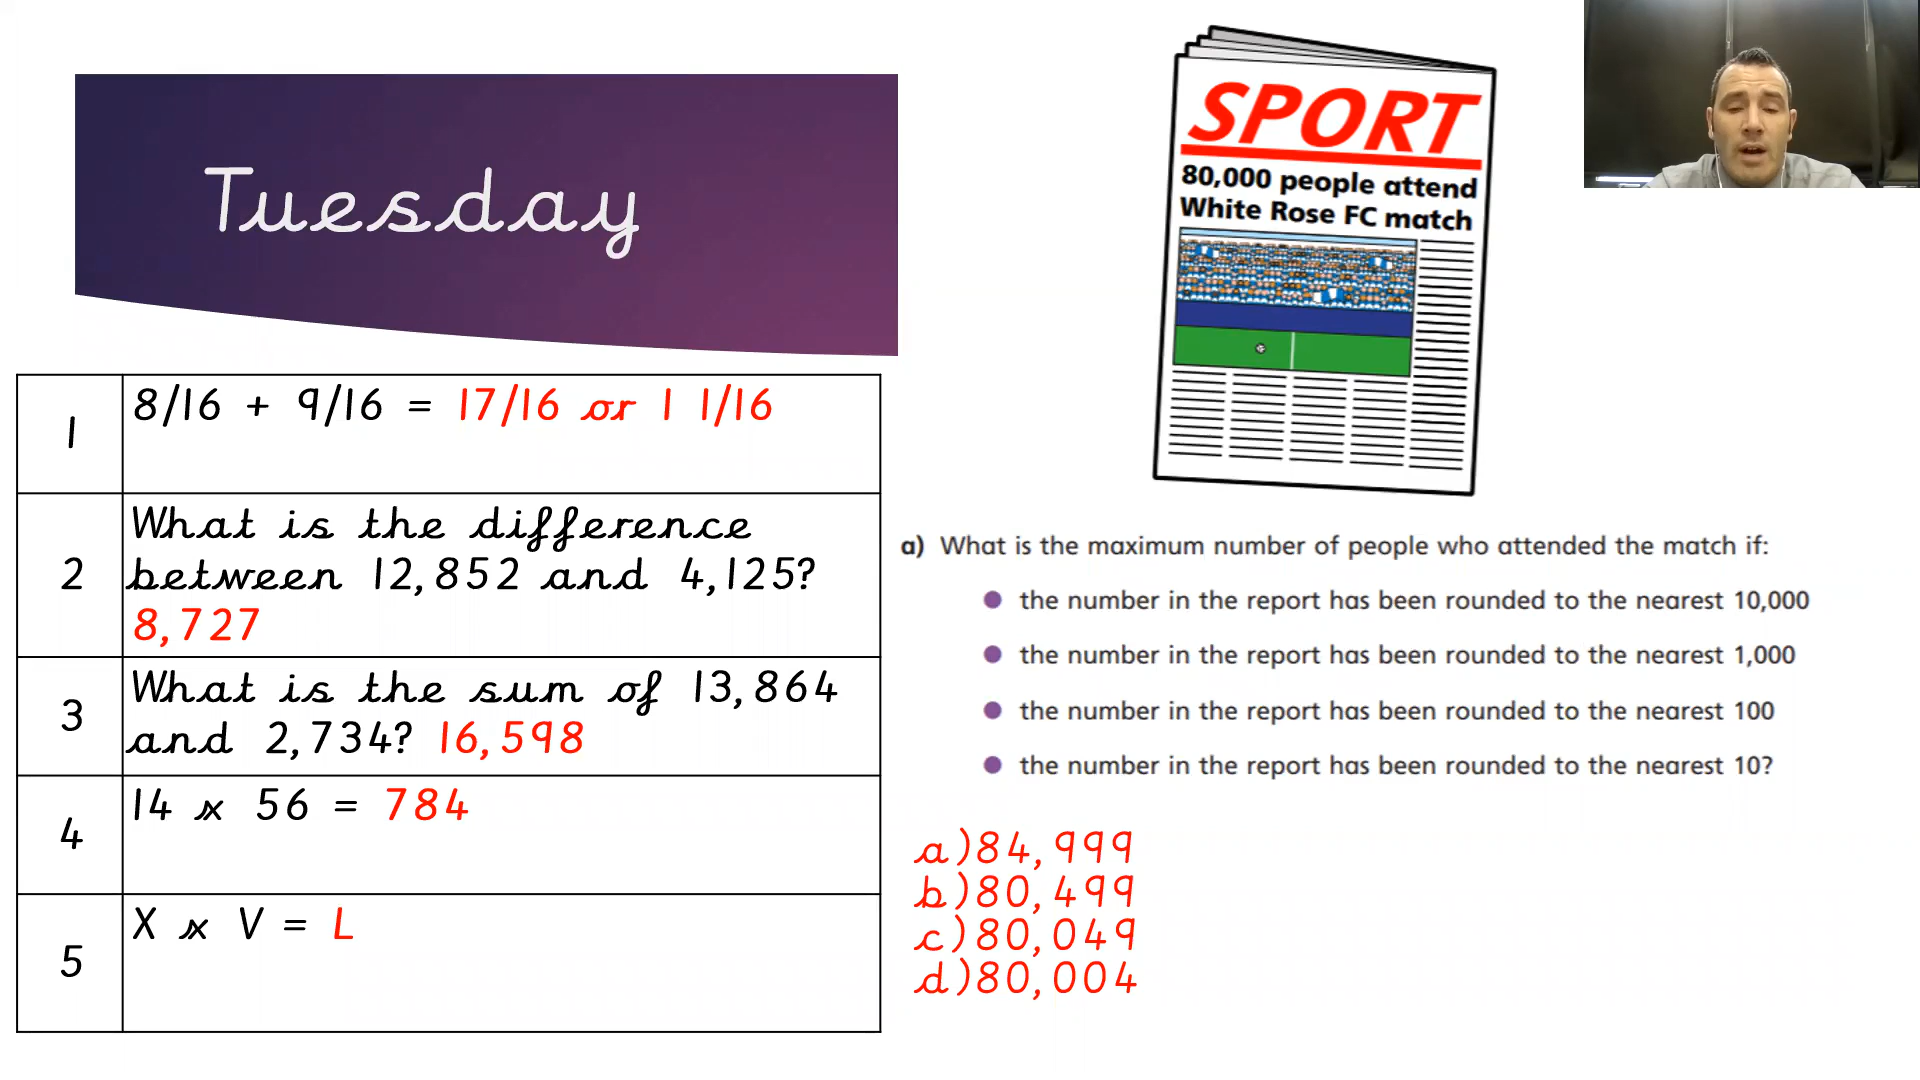 Tuesday
1
8/16 + 9/16 = 17/16 or 1 1/16
2
What is the difference
between 12,852 and 4,125?
8,727
3
What is the sum of 13,864
and 2,734? 16,598
4
14 x 56 = 784
5
X x V = L
SPORT
80,000 people attend
White Rose FC match
a) What is the maximum number of people who attended the match if:
● the number in the report has been rounded to the nearest 10,000
● the number in the report has been rounded to the nearest 1,000
● the number in the report has been rounded to the nearest 100
● the number in the report has been rounded to the nearest 10?
a)84,999
b)80,499
c)80,049
d)80,004